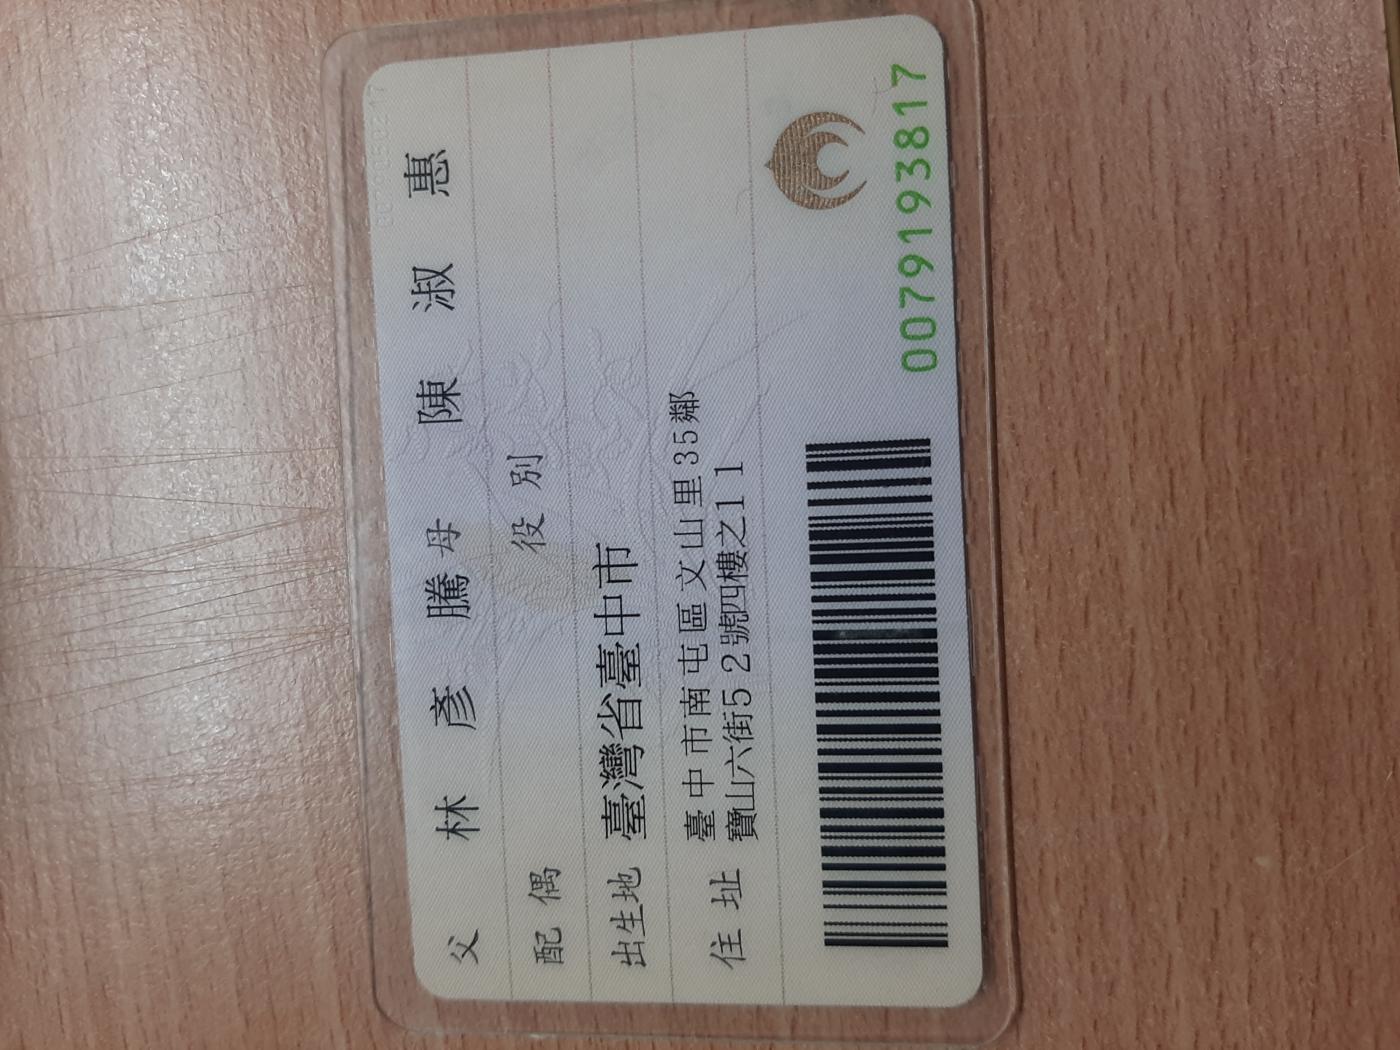 父 林彥騰 母 陳淑惠
配偶 役別
出生地 臺灣省臺中市
住址 臺中市南屯區文山里35鄰
寶山六街52號四樓之11
0079193817